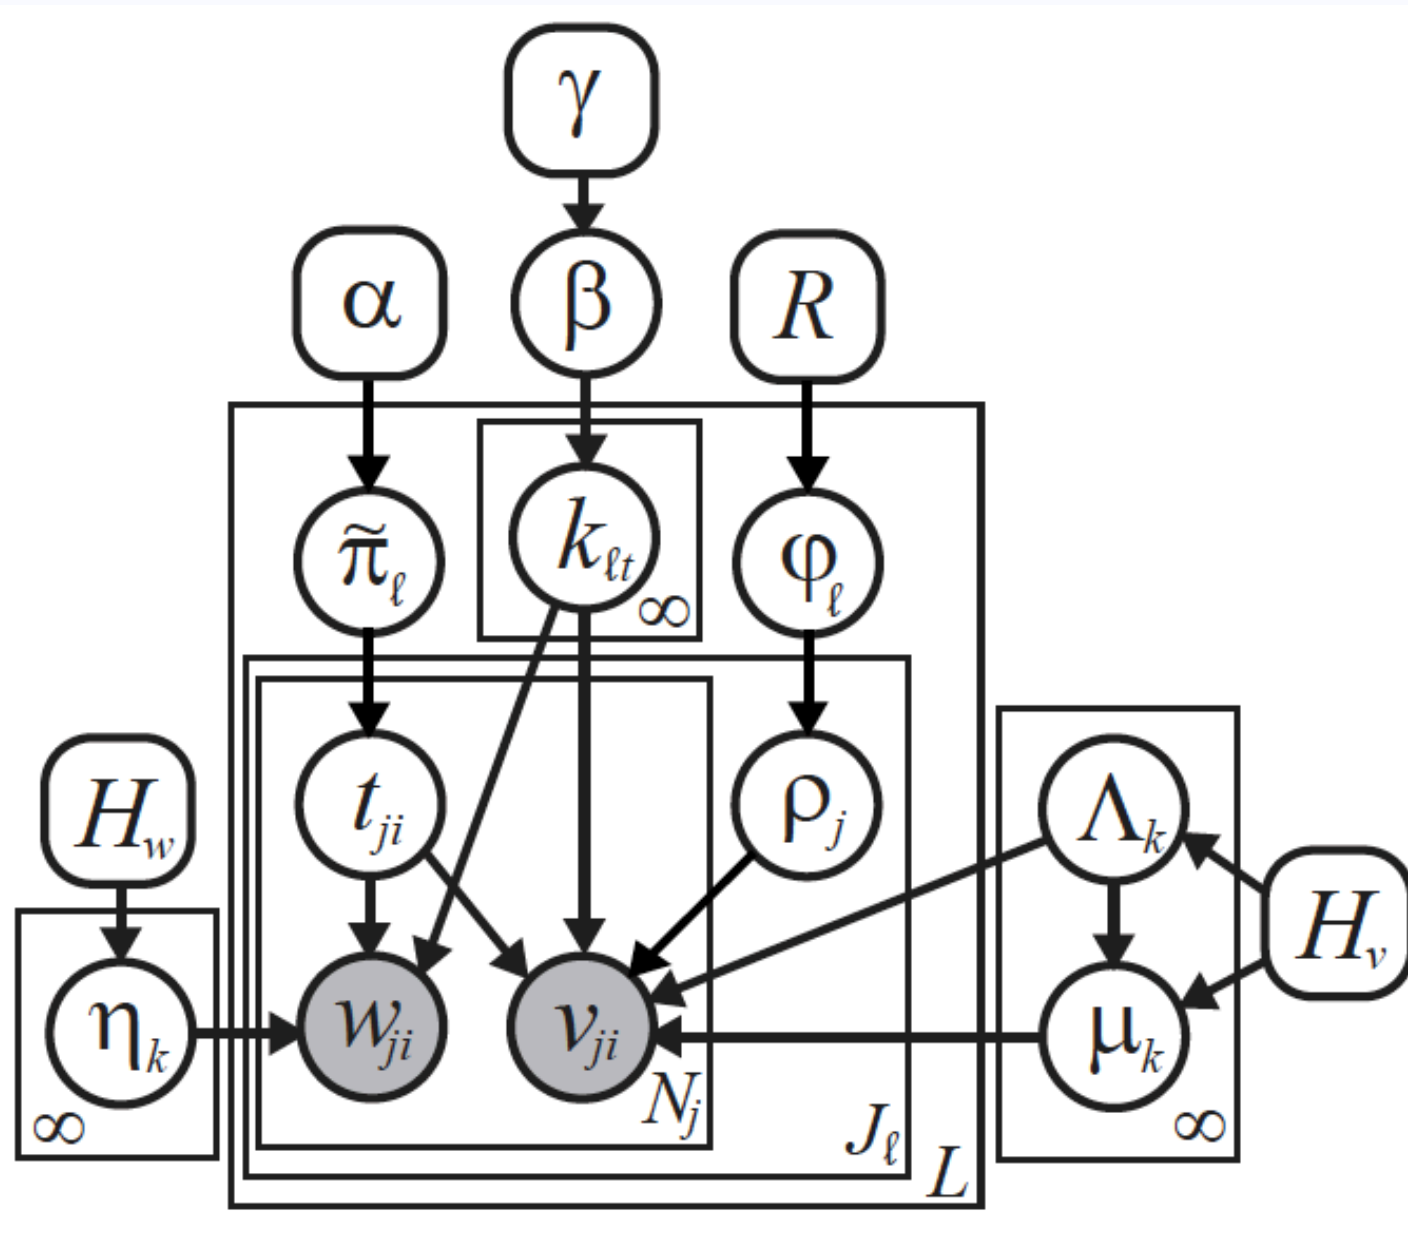 γ
α β R
π̃ℓ kℓt φℓ
∞
Hw tji ρj Λk
Hv
ηk wji vji μk
∞ Nj Jℓ ∞
L